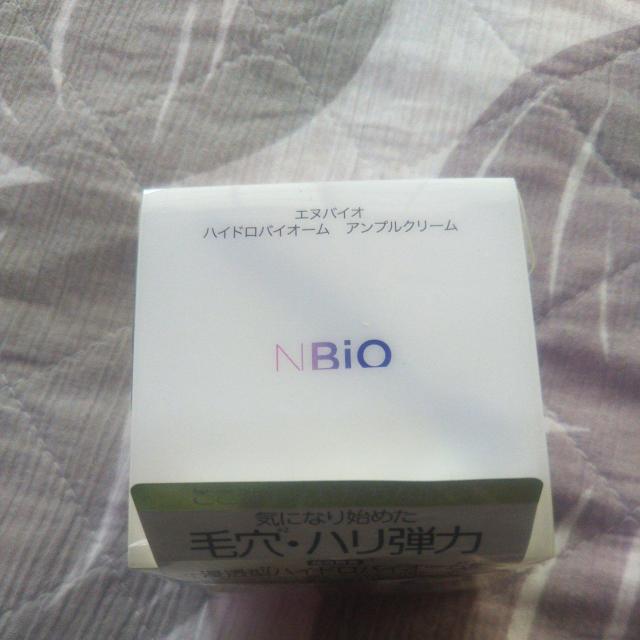 エヌバイオ
ハイドロバイオーム アンプルクリーム
NBiO
気になり始めた
毛穴・ハリ弾力